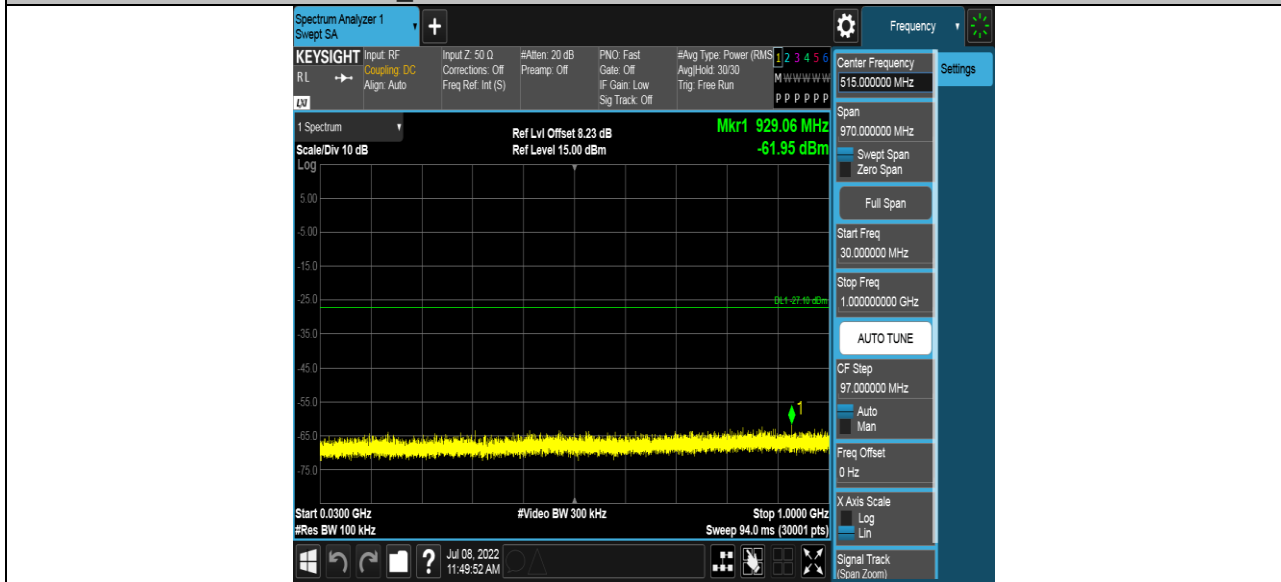 Spectrum Analyzer 1
Swept SA
+
Frequency
KEYSIGHT
RL
LXI
Input: RF
Coupling: DC
Align: Auto
Input Z: 50 Ω
Corrections: Off
Freq Ref: Int (S)
#Atten: 20 dB
Preamp: Off
PNO: Fast
Gate: Off
IF Gain: Low
Sig Track: Off
#Avg Type: Power (RMS
Avg|Hold: 30/30
Trig: Free Run
1 2 3 4 5 6
M W W W W W
P P P P P P
1 Spectrum
Scale/Div 10 dB
Log
Ref Lvl Offset 8.23 dB
Ref Level 15.00 dBm
Mkr1 929.06 MHz
-61.95 dBm
5.00
-5.00
-15.0
-25.0
DL1 -27.10 dBm
-35.0
-45.0
-55.0
1
-65.0
-75.0
Start 0.0300 GHz
#Res BW 100 kHz
#Video BW 300 kHz
Stop 1.0000 GHz
Sweep 94.0 ms (30001 pts)
?
Jul 08, 2022
11:49:52 AM
Center Frequency
515.000000 MHz
Settings
Span
970.000000 MHz
Swept Span
Zero Span
Full Span
Start Freq
30.000000 MHz
Stop Freq
1.000000000 GHz
AUTO TUNE
CF Step
97.000000 MHz
Auto
Man
Freq Offset
0 Hz
X Axis Scale
Log
Lin
Signal Track
(Span Zoom)